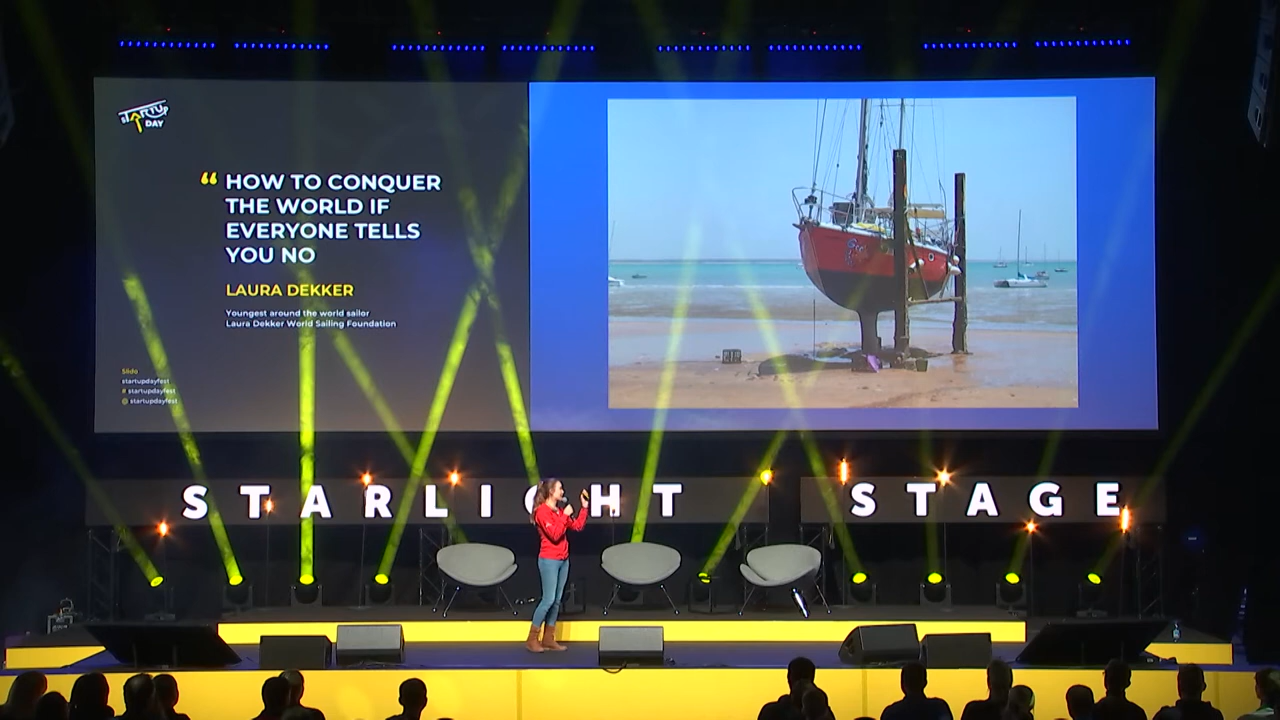 STARTUP
DAY
“ HOW TO CONQUER
THE WORLD IF
EVERYONE TELLS
YOU NO
LAURA DEKKER
Youngest around the world sailor
Laura Dekker World Sailing Foundation
Slido
startupdayfest
startupdayfest
startupdayfest
STARLIGHT STAGE